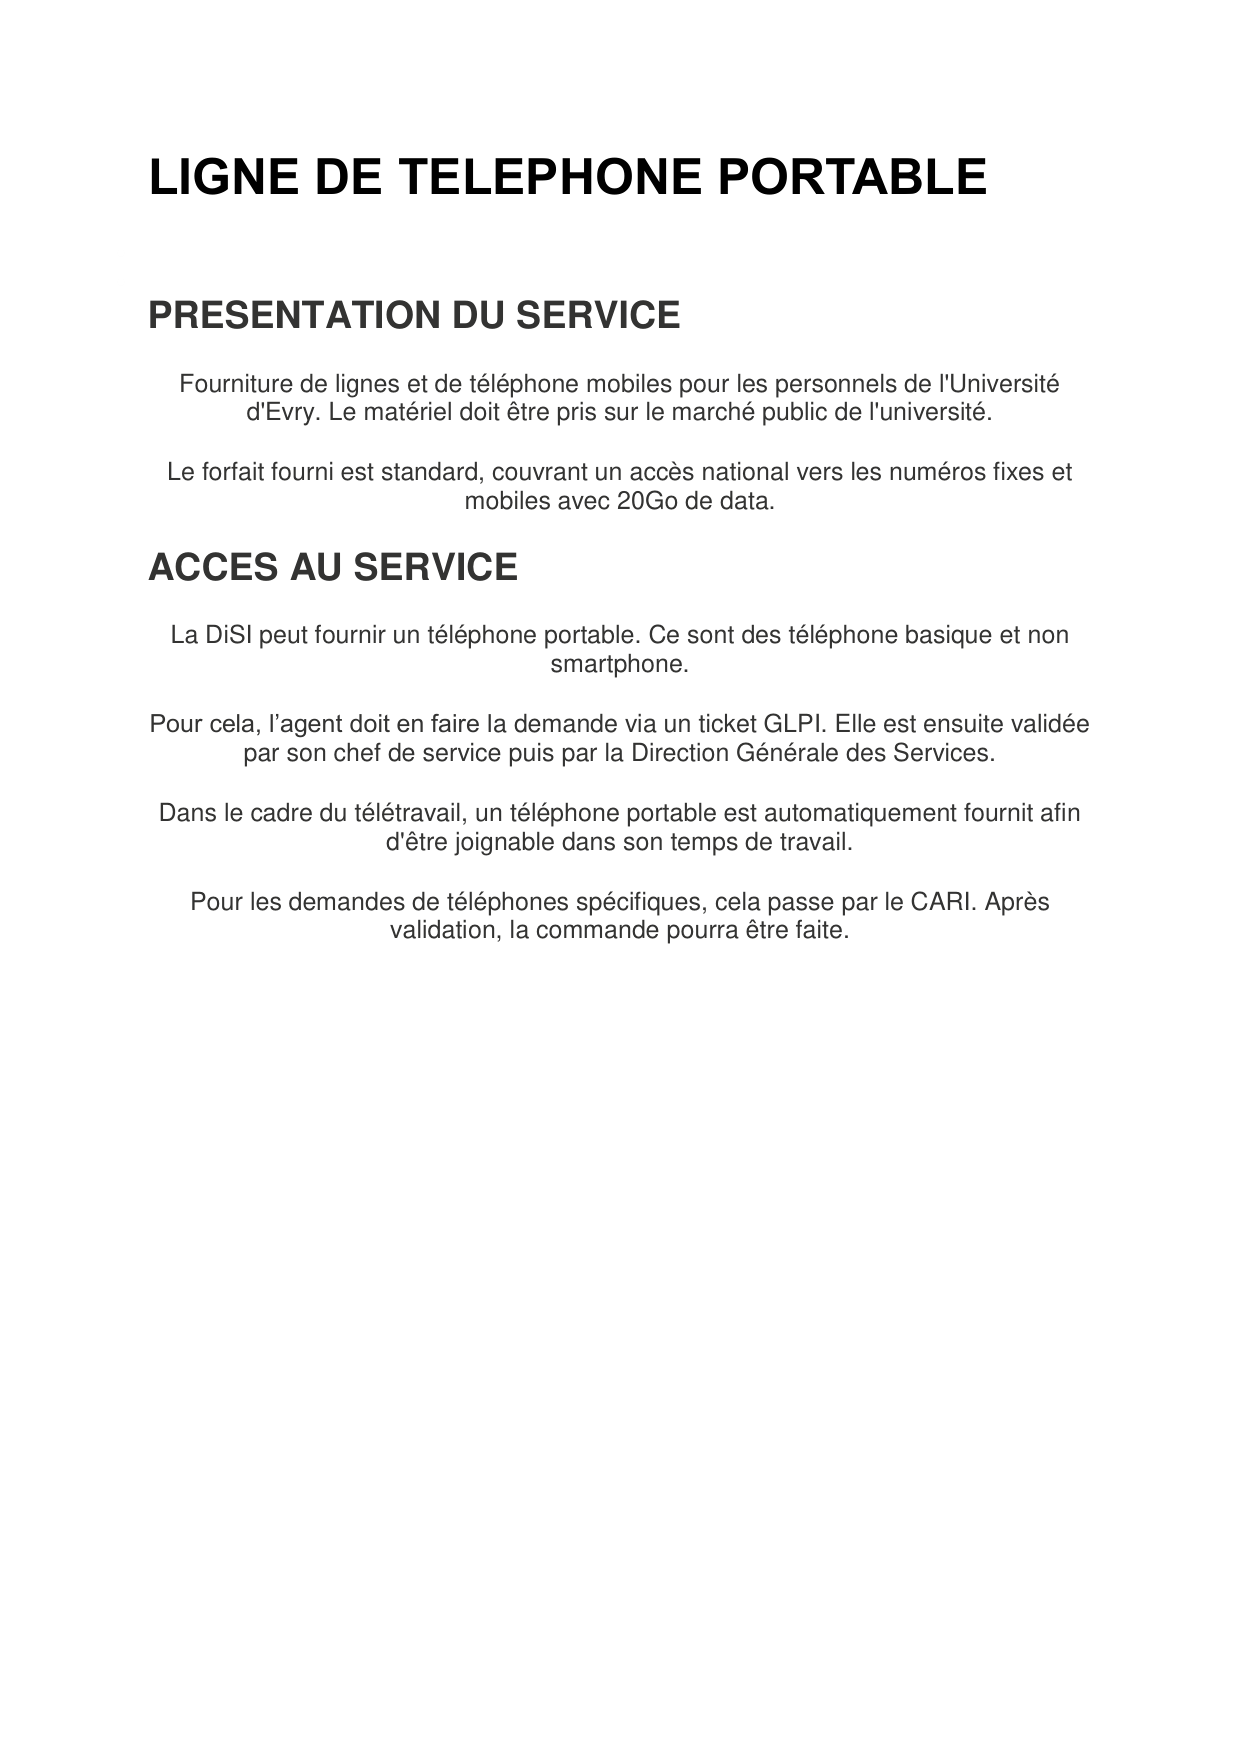 LIGNE DE TELEPHONE PORTABLE
PRESENTATION DU SERVICE
Fourniture de lignes et de téléphone mobiles pour les personnels de l'Université
d'Evry. Le matériel doit être pris sur le marché public de l'université.
Le forfait fourni est standard, couvrant un accès national vers les numéros fixes et
mobiles avec 20Go de data.
ACCES AU SERVICE
La DiSI peut fournir un téléphone portable. Ce sont des téléphone basique et non
smartphone.
Pour cela, l’agent doit en faire la demande via un ticket GLPI. Elle est ensuite validée
par son chef de service puis par la Direction Générale des Services.
Dans le cadre du télétravail, un téléphone portable est automatiquement fournit afin
d'être joignable dans son temps de travail.
Pour les demandes de téléphones spécifiques, cela passe par le CARI. Après
validation, la commande pourra être faite.